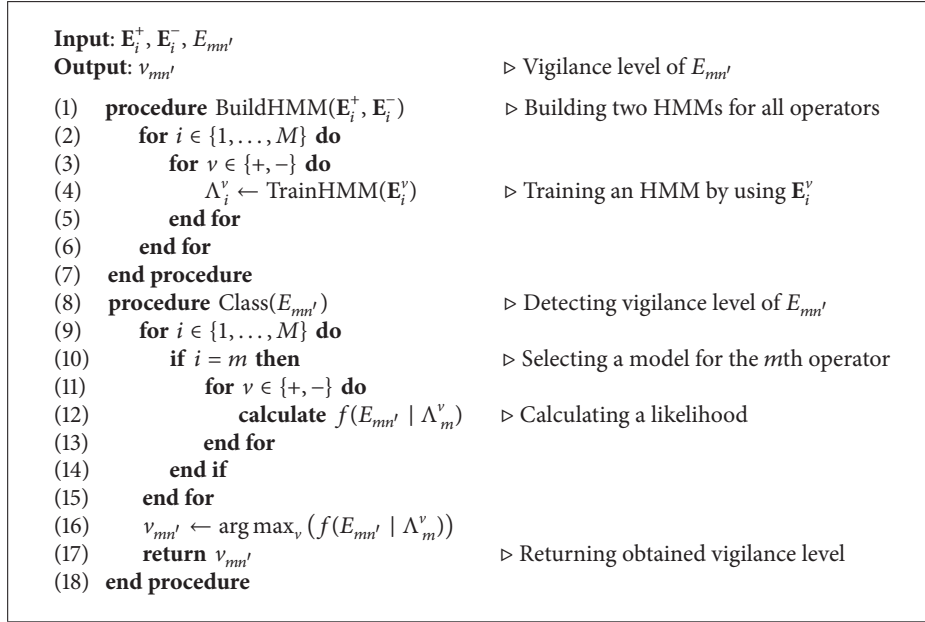 Input: E_i^+, E_i^-, E_{mn′}
Output: v_{mn′} ▷ Vigilance level of E_{mn′}
(1) procedure BuildHMM(E_i^+, E_i^-) ▷ Building two HMMs for all operators
(2) for i ∈ {1, . . . , M} do
(3) for v ∈ {+, −} do
(4) Λ_i^v ← TrainHMM(E_i^v) ▷ Training an HMM by using E_i^v
(5) end for
(6) end for
(7) end procedure
(8) procedure Class(E_{mn′}) ▷ Detecting vigilance level of E_{mn′}
(9) for i ∈ {1, . . . , M} do
(10) if i = m then ▷ Selecting a model for the mth operator
(11) for v ∈ {+, −} do
(12) calculate f(E_{mn′} | Λ_m^v) ▷ Calculating a likelihood
(13) end for
(14) end if
(15) end for
(16) v_{mn′} ← arg max_v (f(E_{mn′} | Λ_m^v))
(17) return v_{mn′} ▷ Returning obtained vigilance level
(18) end procedure